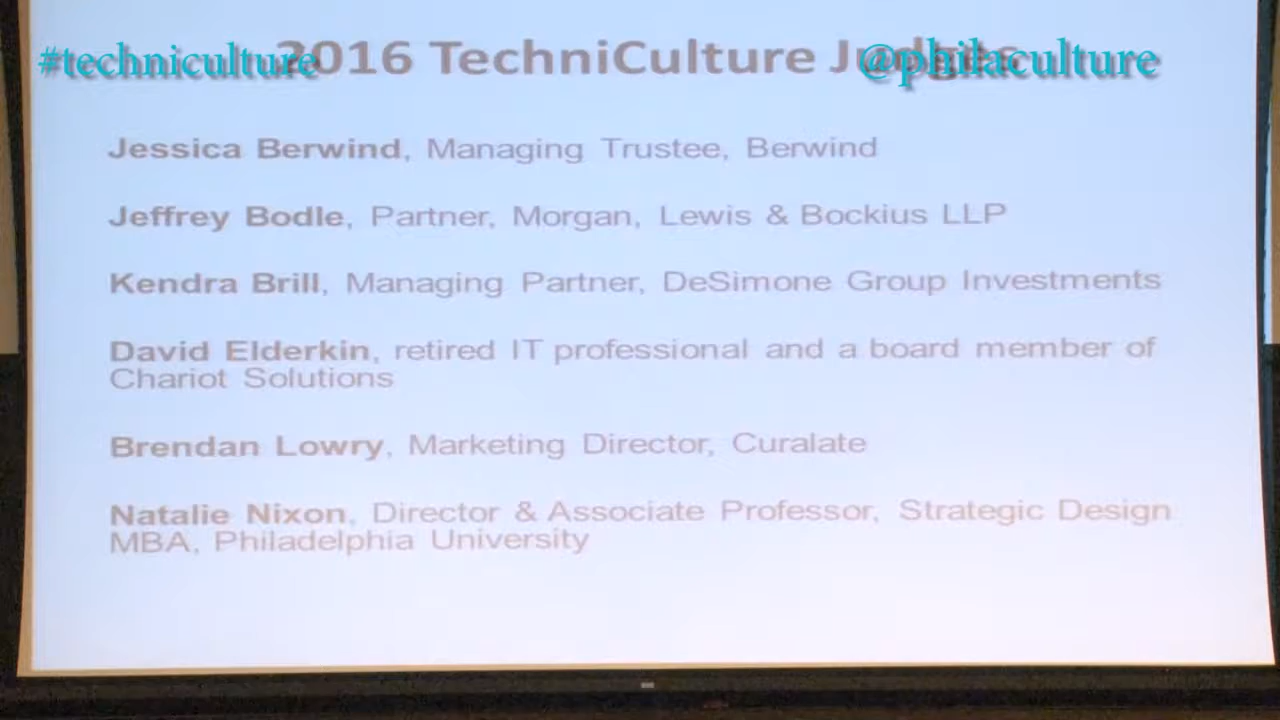 #techniculture
2016 TechniCulture Judges
@philaculture
Jessica Berwind, Managing Trustee, Berwind
Jeffrey Bodle, Partner, Morgan, Lewis & Bockius LLP
Kendra Brill, Managing Partner, DeSimone Group Investments
David Elderkin, retired IT professional and a board member of
Chariot Solutions
Brendan Lowry, Marketing Director, Curalate
Natalie Nixon, Director & Associate Professor, Strategic Design
MBA, Philadelphia University